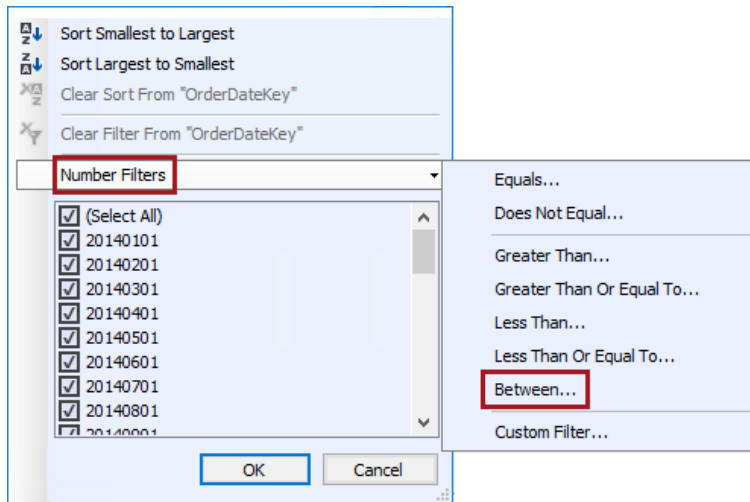 Sort Smallest to Largest
Sort Largest to Smallest
Clear Sort From "OrderDateKey"
Clear Filter From "OrderDateKey"
Number Filters
(Select All)
20140101
20140201
20140301
20140401
20140501
20140601
20140701
20140801
20140901
OK
Cancel
Equals...
Does Not Equal...
Greater Than...
Greater Than Or Equal To...
Less Than...
Less Than Or Equal To...
Between...
Custom Filter...